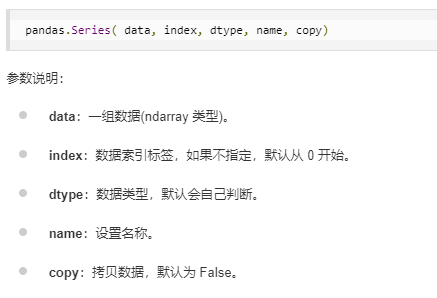 pandas.Series( data, index, dtype, name, copy)
参数说明：
data：一组数据(ndarray 类型)。
index：数据索引标签，如果不指定，默认从 0 开始。
dtype：数据类型，默认会自己判断。
name：设置名称。
copy：拷贝数据，默认为 False。